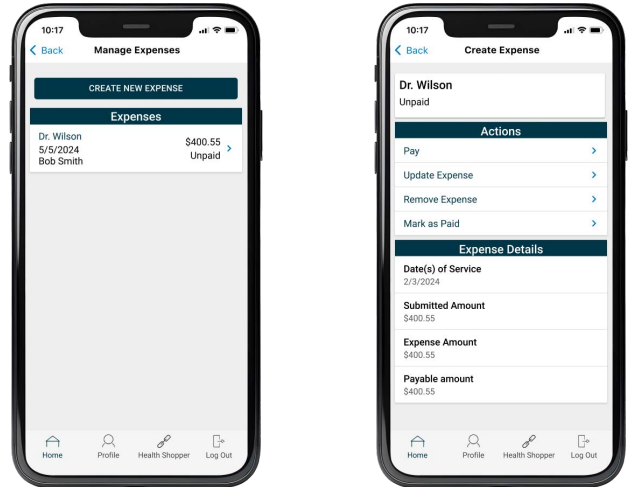 10:17
Back Manage Expenses
CREATE NEW EXPENSE
Expenses
Dr. Wilson
5/5/2024
Bob Smith
$400.55
Unpaid
Home Profile Health Shopper Log Out
10:17
Back Create Expense
Dr. Wilson
Unpaid
Actions
Pay
Update Expense
Remove Expense
Mark as Paid
Expense Details
Date(s) of Service
2/3/2024
Submitted Amount
$400.55
Expense Amount
$400.55
Payable amount
$400.55
Home Profile Health Shopper Log Out